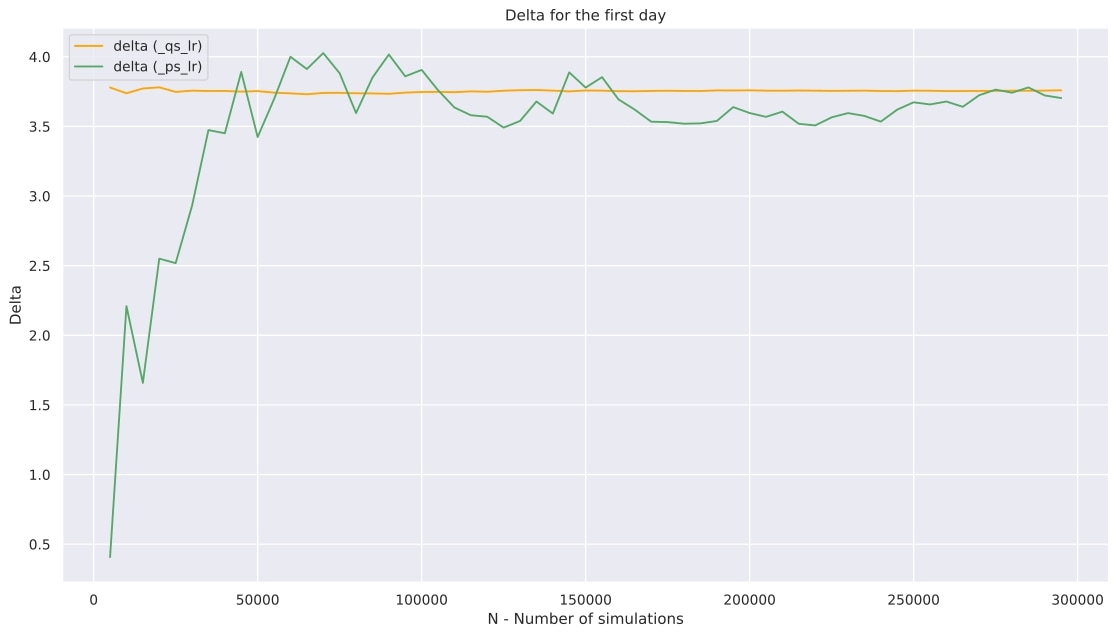 Delta for the first day
delta (_qs_lr)
delta (_ps_lr)
4.0
3.5
3.0
2.5
2.0
1.5
1.0
0.5
Delta
0 50000 100000 150000 200000 250000 300000
N - Number of simulations